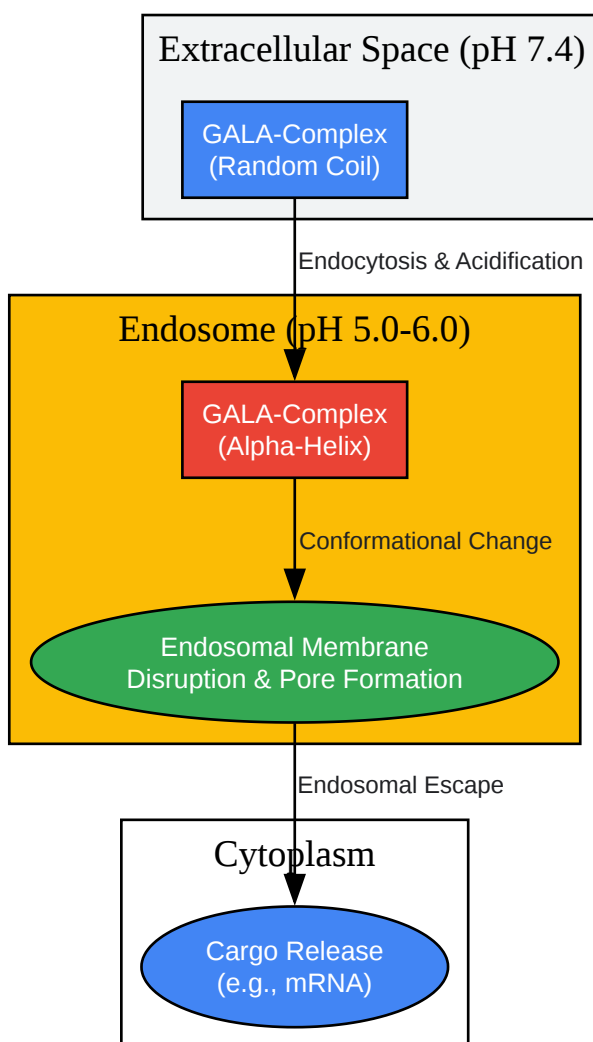 Extracellular Space (pH 7.4)
GALA-Complex
(Random Coil)
Endocytosis & Acidification
Endosome (pH 5.0-6.0)
GALA-Complex
(Alpha-Helix)
Conformational Change
Endosomal Membrane
Disruption & Pore Formation
Endosomal Escape
Cytoplasm
Cargo Release
(e.g., mRNA)